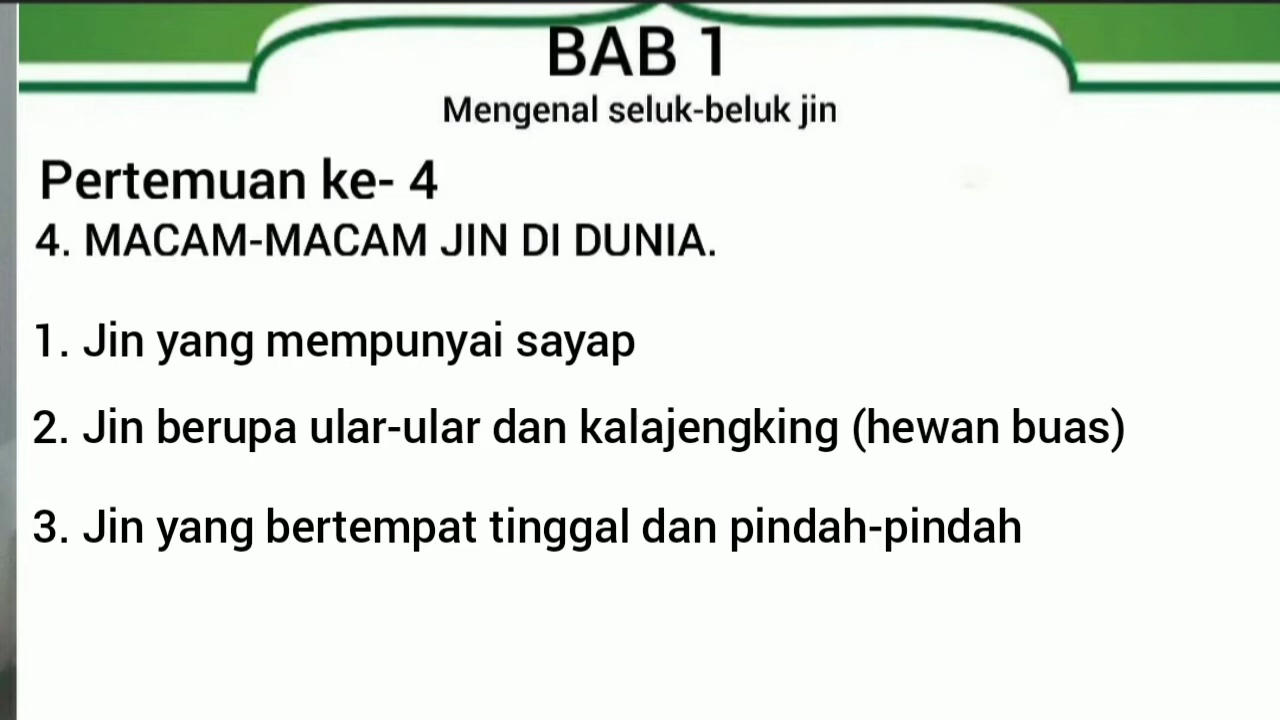 BAB 1
Mengenal seluk-beluk jin
Pertemuan ke- 4
4. MACAM-MACAM JIN DI DUNIA.
1. Jin yang mempunyai sayap
2. Jin berupa ular-ular dan kalajengking (hewan buas)
3. Jin yang bertempat tinggal dan pindah-pindah